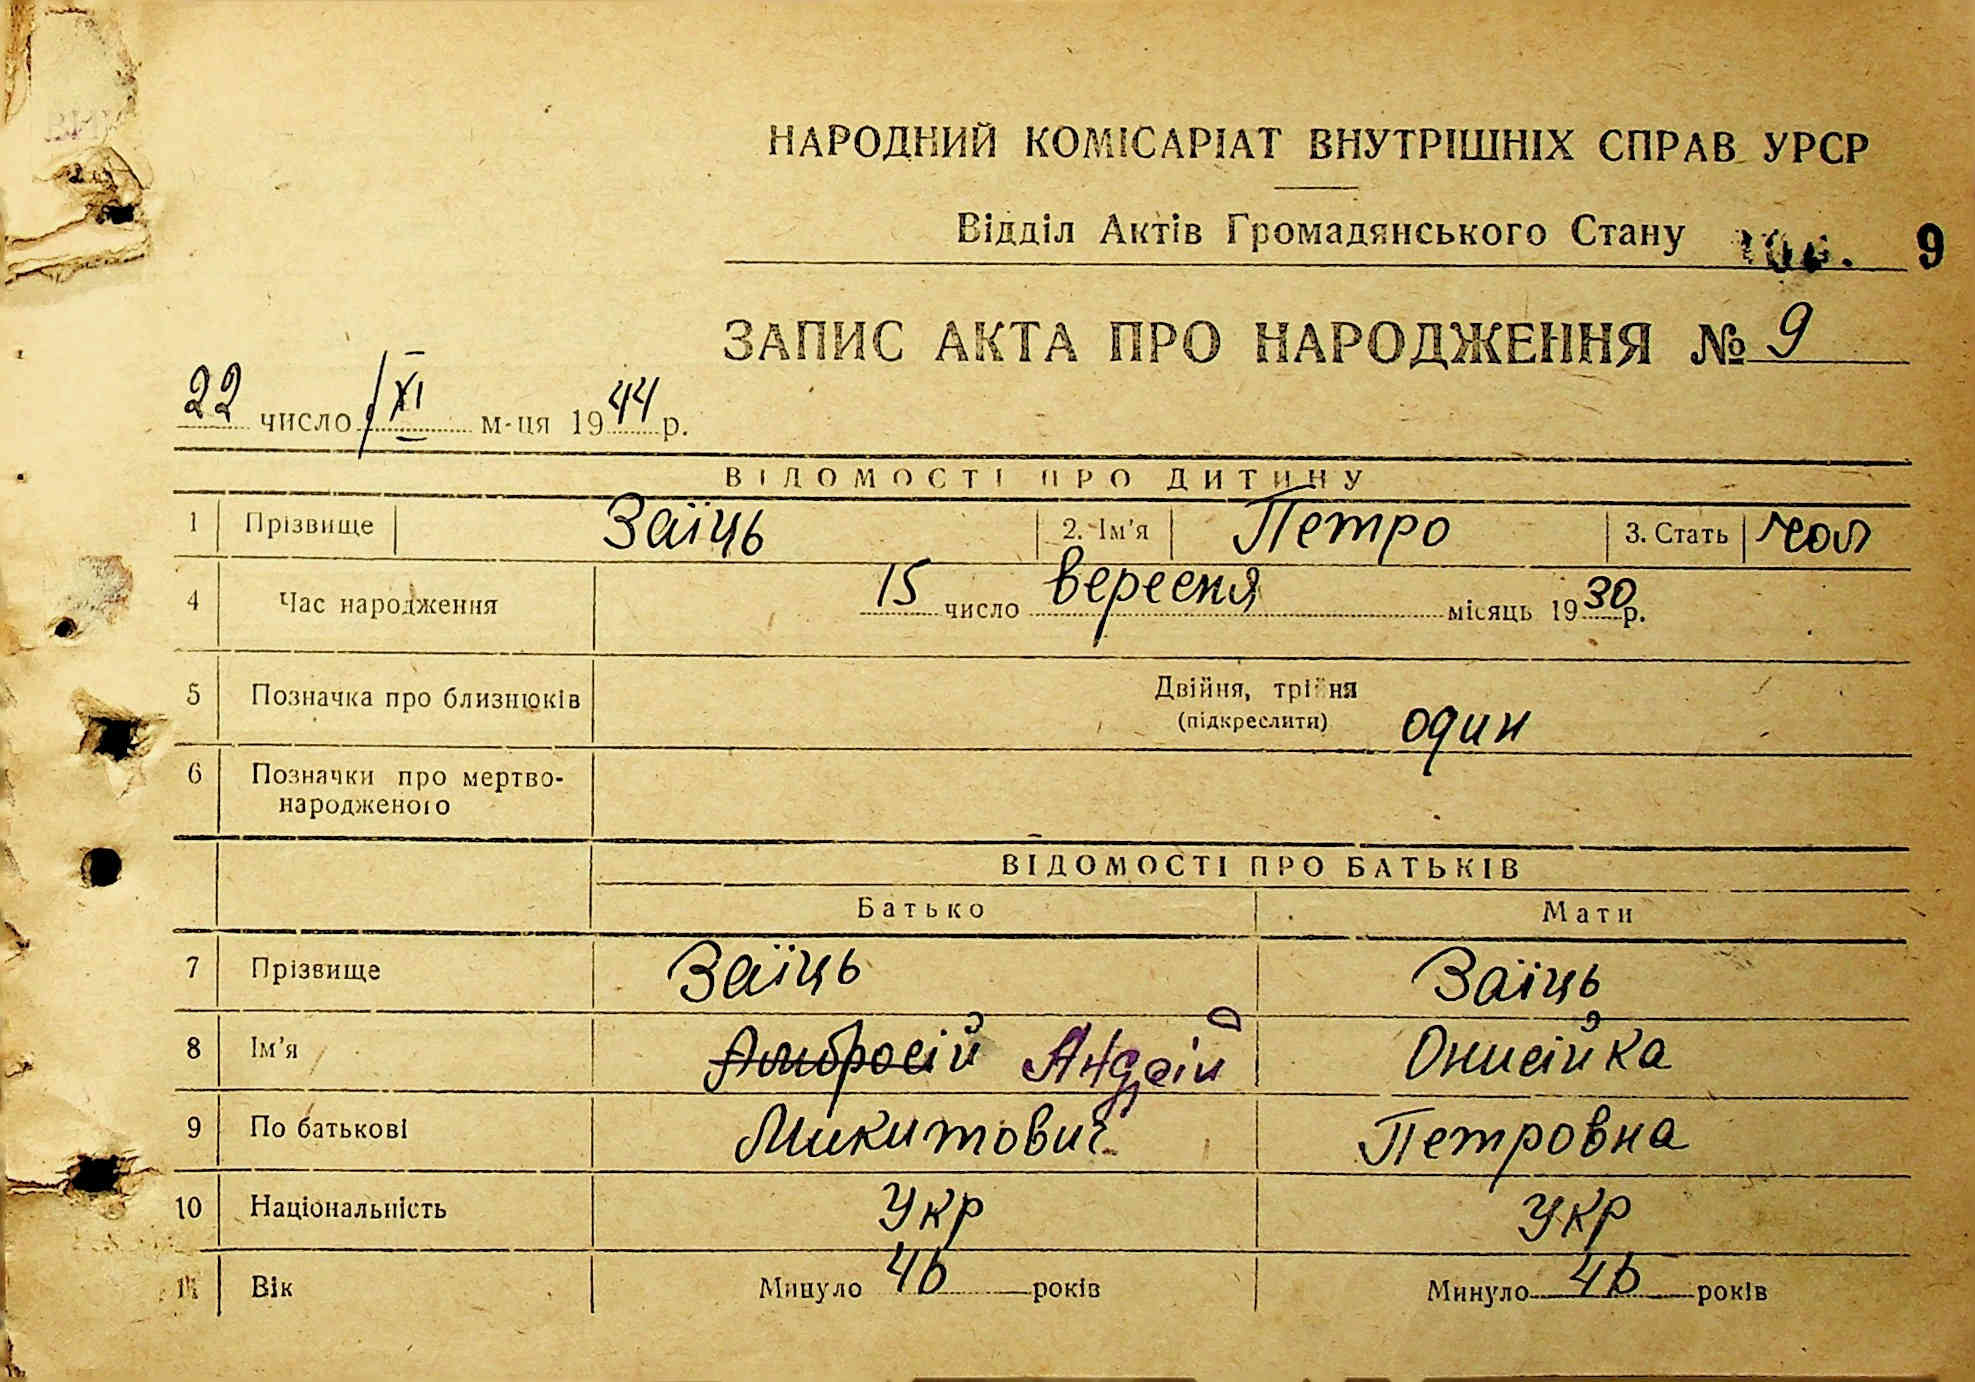 НАРОДНИЙ КОМІСАРІАТ ВНУТРІШНІХ СПРАВ УРСР
Відділ Актів Громадянського Стану 9
ЗАПИС АКТА ПРО НАРОДЖЕННЯ № 9
22 число XI м-ця 1944 р.
ВІДОМОСТІ ПРО ДИТИНУ
1 Прізвище Заїць 2. Ім'я Петро 3. Стать чол
4 Час народження 15 число вересня місяць 1930 р.
5 Позначка про близнюків Двійня, трійня
(підкреслити) один
6 Позначки про мертво-
народженого
ВІДОМОСТІ ПРО БАТЬКІВ
Батько Мати
7 Прізвище Заїць Заїць
8 Ім'я Амбросій Андрій Онисійка
9 По батькові Микитович Петровна
10 Національність Укр Укр
11 Вік Минуло 46 років Минуло 46 років